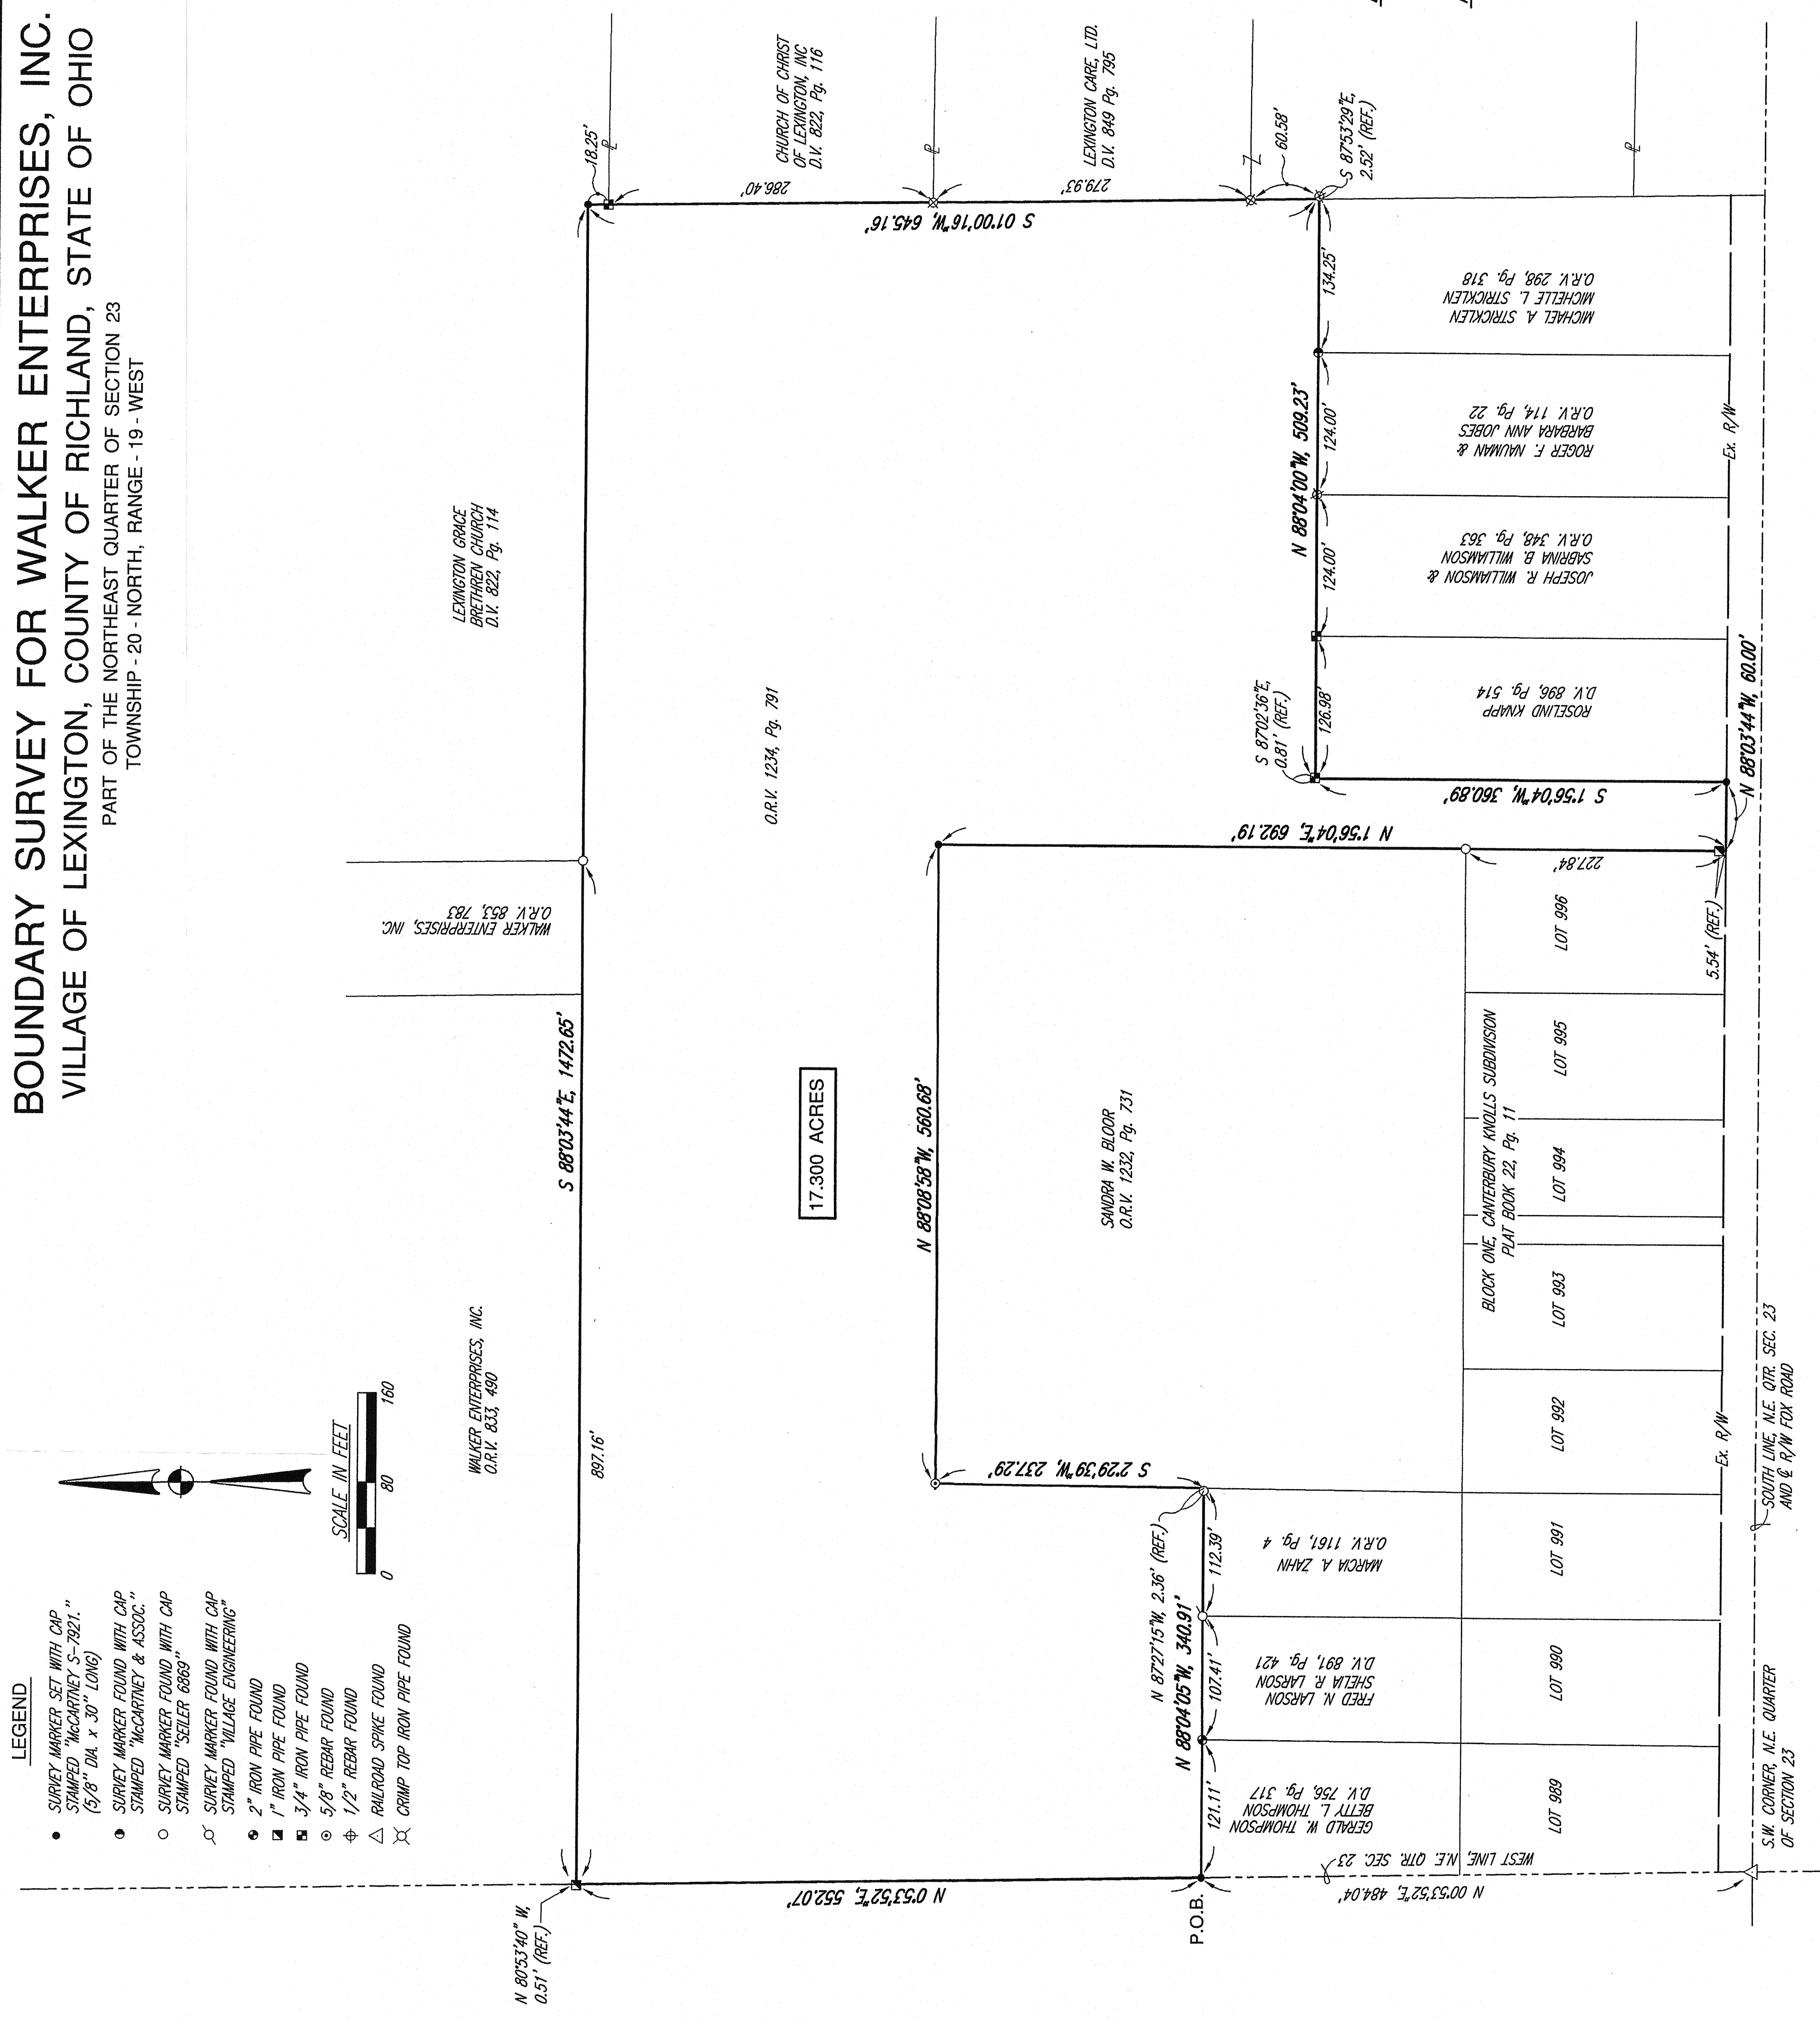 BOUNDARY SURVEY FOR WALKER ENTERPRISES, INC.
VILLAGE OF LEXINGTON, COUNTY OF RICHLAND, STATE OF OHIO
PART OF THE NORTHEAST QUARTER OF SECTION 23
TOWNSHIP - 20 - NORTH, RANGE - 19 - WEST
LEGEND
SURVEY MARKER SET WITH CAP
STAMPED "McCARTNEY S-7921."
(5/8" DIA. x 30" LONG)
SURVEY MARKER FOUND WITH CAP
STAMPED "McCARTNEY & ASSOC."
SURVEY MARKER FOUND WITH CAP
STAMPED "SEILER 6869"
SURVEY MARKER FOUND WITH CAP
STAMPED "VILLAGE ENGINEERING"
2" IRON PIPE FOUND
1" IRON PIPE FOUND
3/4" IRON PIPE FOUND
5/8" REBAR FOUND
1/2" REBAR FOUND
RAILROAD SPIKE FOUND
CRIMP TOP IRON PIPE FOUND
SCALE IN FEET
0
80
160
WALKER ENTERPRISES, INC.
O.R.V. 833, 490
WALKER ENTERPRISES, INC.
O.R.V. 853, 783
LEXINGTON GRACE
BRETHREN CHURCH
D.V. 822, Pg. 114
N 80°53'40" W,
0.51' (REF.)
S 88°03'44"E, 1472.65'
897.16'
18.25'
CHURCH OF CHRIST
OF LEXINGTON, INC
D.V. 822, Pg. 116
286.40'
S 01°00'16"W, 645.16'
LEXINGTON CARE, LTD.
D.V. 849 Pg. 795
279.93'
60.58'
S 87°53'29"E,
2.52' (REF.)
O.R.V. 1234, Pg. 791
17.300 ACRES
N 0°53'52"E, 552.07'
N 88°08'58"W, 560.68'
S 2°29'39"W, 237.29'
SANDRA W. BLOOR
O.R.V. 1232, Pg. 731
N 1°56'04"E, 692.19'
227.84'
S 87°02'36"E,
0.81' (REF.)
S 1°56'04"W, 360.89'
N 88°04'00"W, 509.23'
126.98'
124.00'
124.00'
134.25'
ROSELIND KNAPP
D.V. 896, Pg. 514
JOSEPH R. WILLIAMSON &
SABRINA B. WILLIAMSON
O.R.V. 348, Pg. 363
ROGER F. NAUMAN &
BARBARA ANN JOBES
O.R.V. 114, Pg. 22
MICHAEL A. STRICKLEN
MICHELLE L. STRICKLEN
O.R.V. 298, Pg. 318
N 87°27'15"W, 2.36' (REF.)
N 88°04'05"W, 340.91'
P.O.B.
121.11'
107.41'
112.39'
GERALD W. THOMPSON
BETTY L. THOMPSON
D.V. 756, Pg. 317
FRED N. LARSON
SHELIA R. LARSON
D.V. 891, Pg. 421
MARCIA A. ZAHN
O.R.V. 1161, Pg. 4
WEST LINE, N.E. QTR. SEC. 23
N 00°53'52"E, 484.04'
BLOCK ONE, CANTERBURY KNOLLS SUBDIVISION
PLAT BOOK 22, Pg. 11
LOT 989
LOT 990
LOT 991
LOT 992
LOT 993
LOT 994
LOT 995
LOT 996
5.54' (REF.)
N 88°03'44"W, 60.00'
Ex. R/W
Ex. R/W
S.W. CORNER, N.E. QUARTER
OF SECTION 23
SOUTH LINE, N.E. QTR. SEC. 23
AND ℄ R/W FOX ROAD